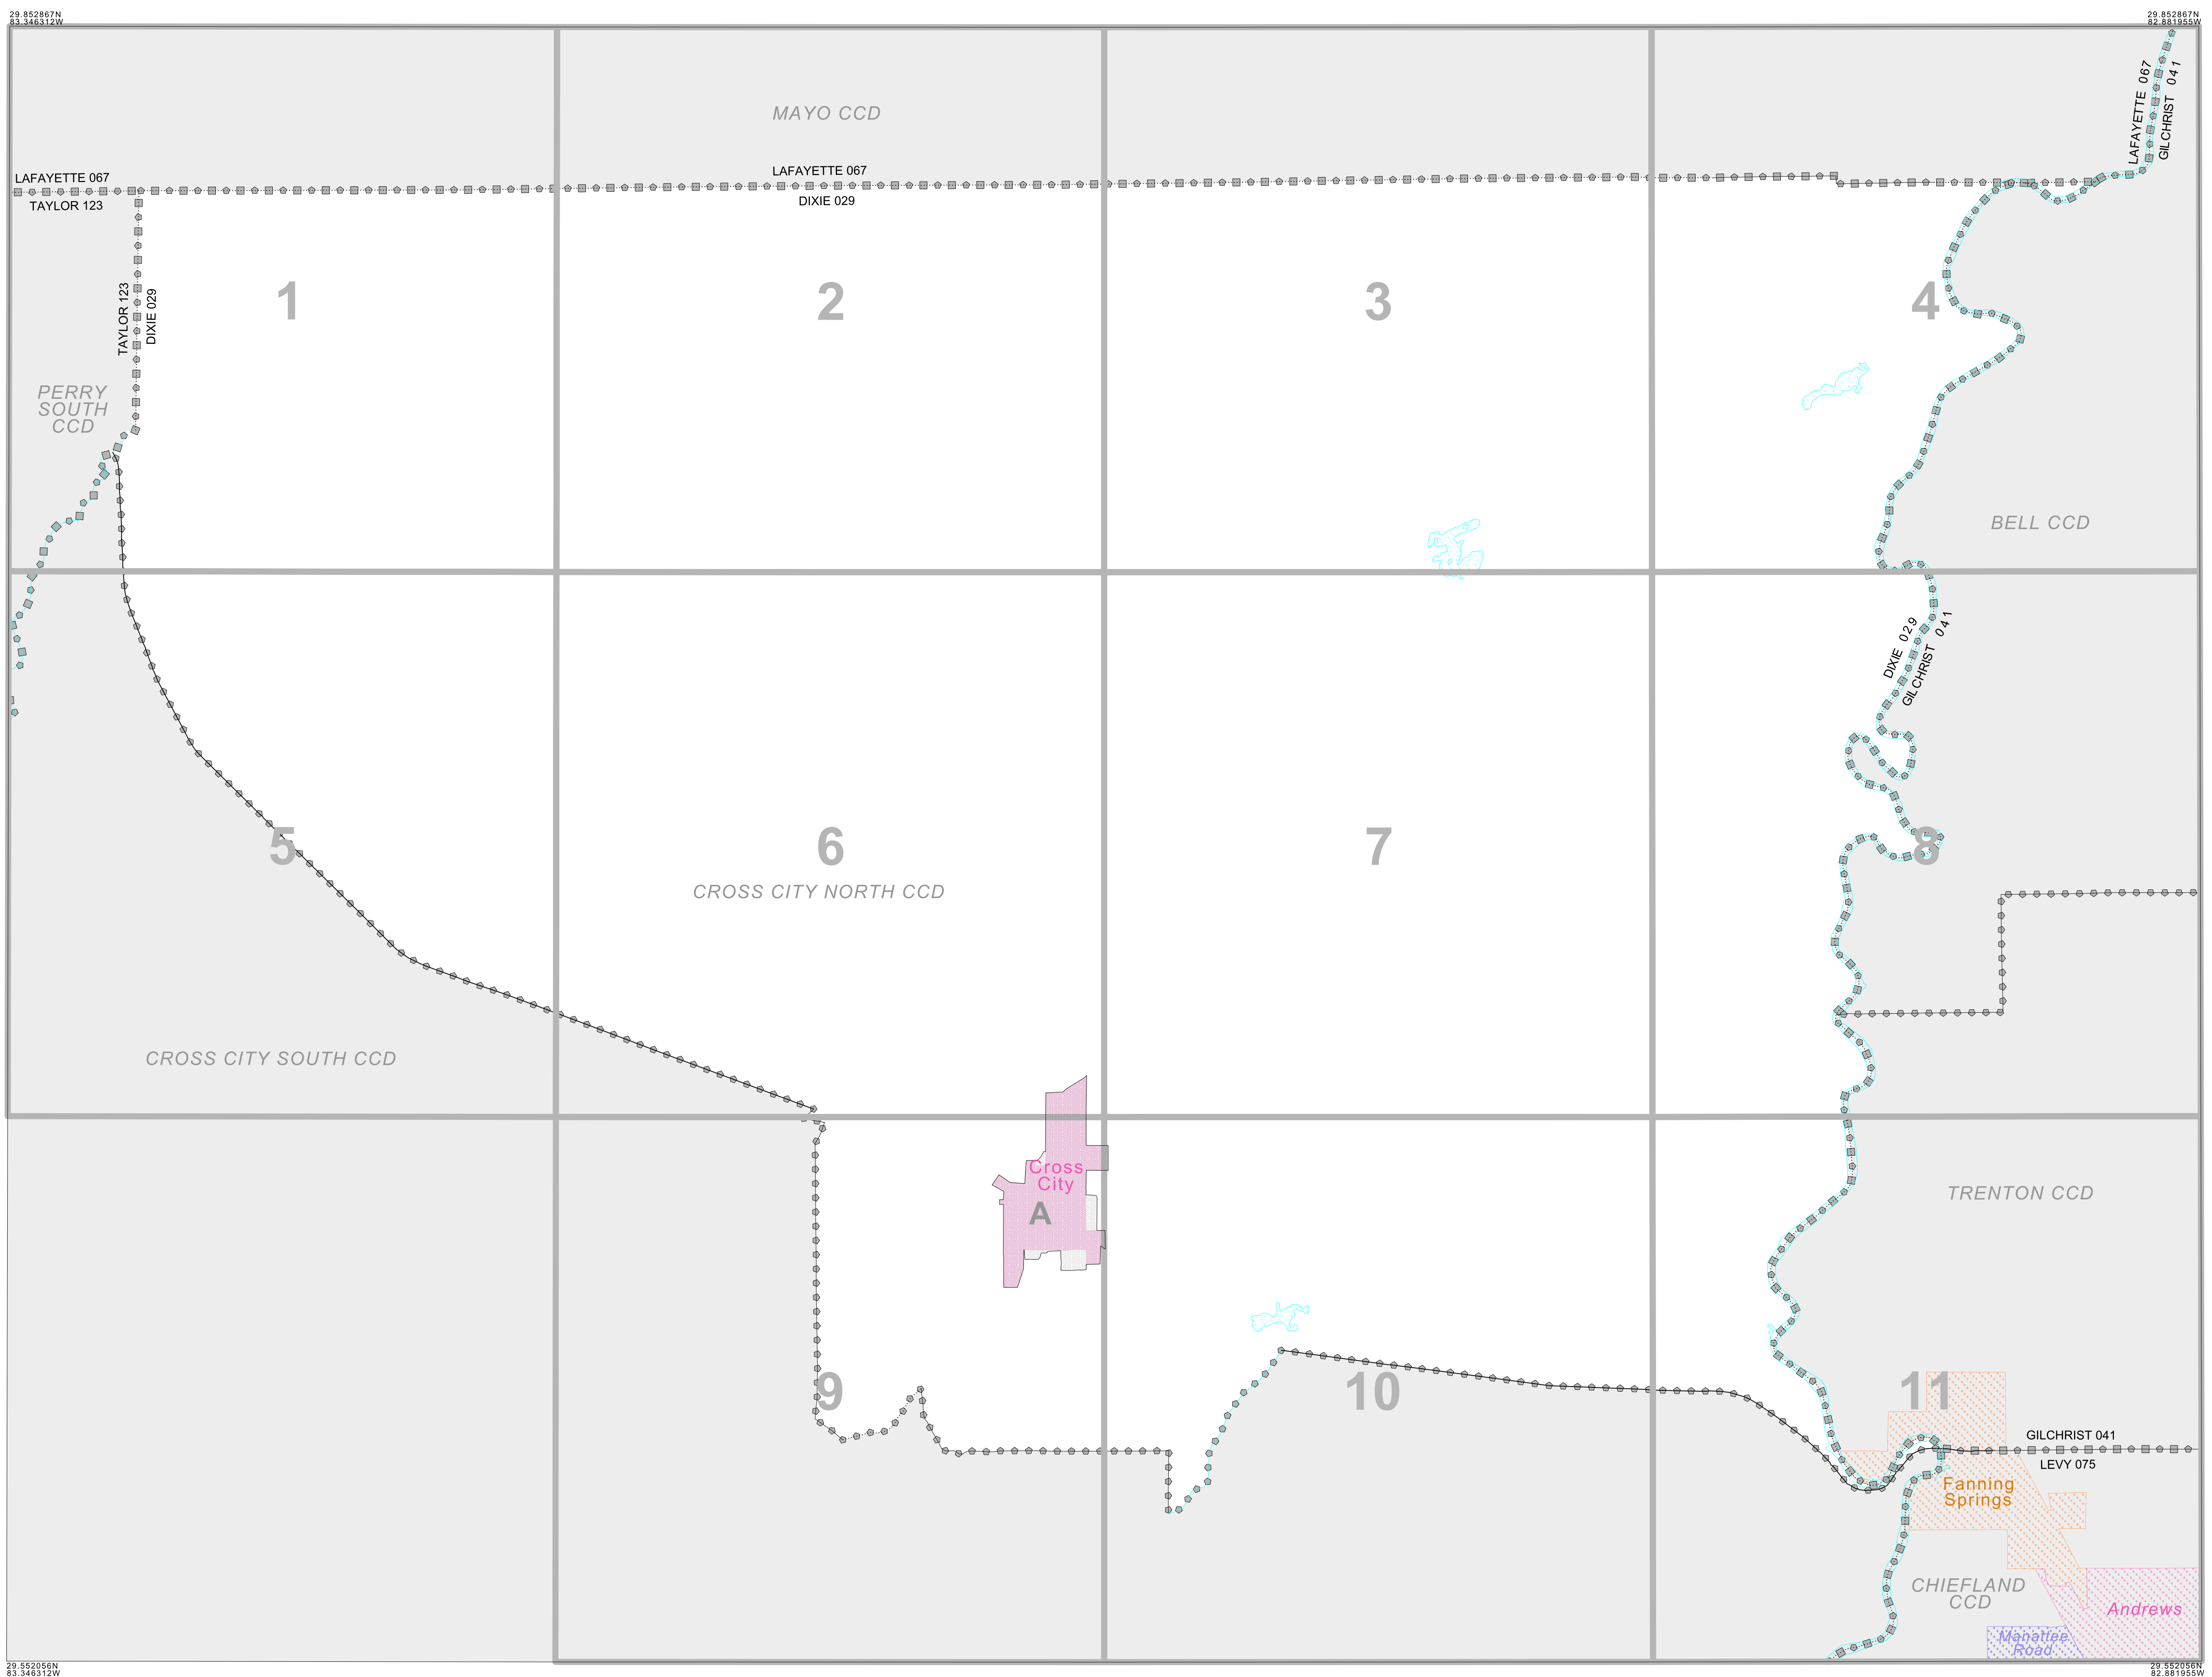 29.852867N
83.346312W
29.852867N
82.881955W
MAYO CCD
LAFAYETTE 067
GILCHRIST 041
LAFAYETTE 067
TAYLOR 123
LAFAYETTE 067
DIXIE 029
TAYLOR 123
DIXIE 029
1
2
3
4
PERRY
SOUTH
CCD
BELL CCD
DIXIE 029
GILCHRIST 041
5
6
7
8
CROSS CITY NORTH CCD
CROSS CITY SOUTH CCD
Cross
City
A
TRENTON CCD
9
10
11
GILCHRIST 041
LEVY 075
Fanning
Springs
CHIEFLAND
CCD
Andrews
Manattee
Road
29.552056N
83.346312W
29.552056N
82.881955W